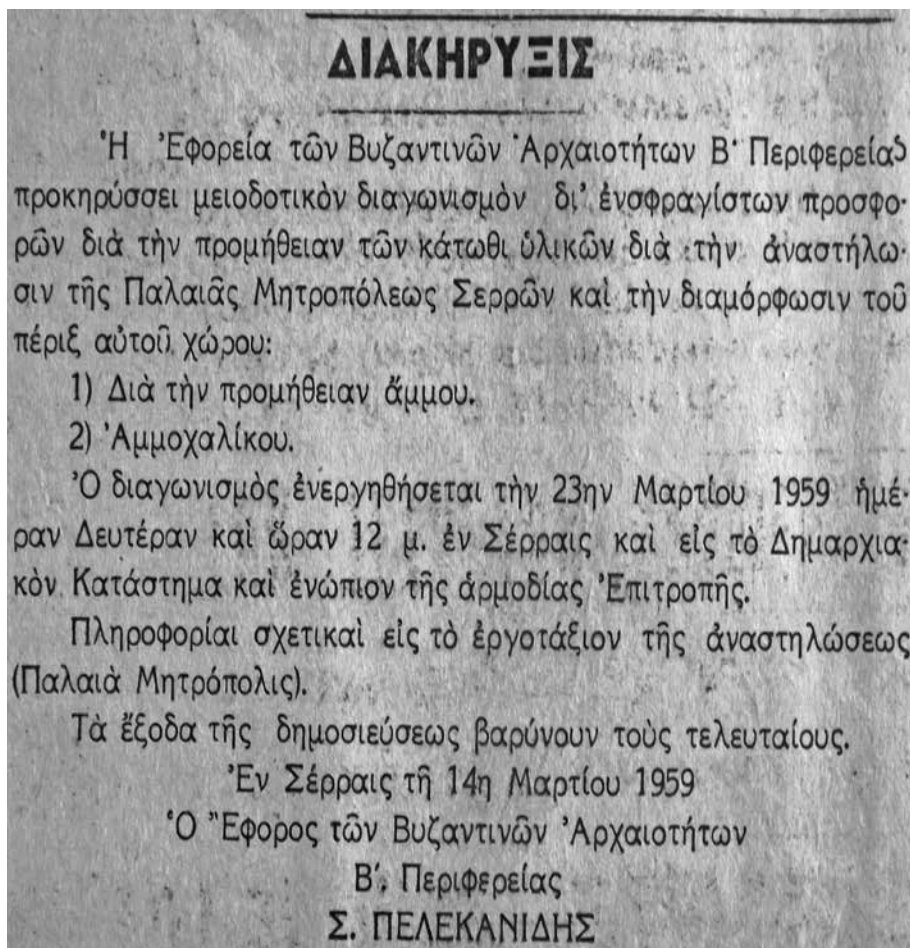 ΔΙΑΚΗΡΥΞΙΣ
Ἡ Ἐφορεία τῶν Βυζαντινῶν Ἀρχαιοτήτων Β' Περιφερείας
προκηρύσσει μειοδοτικὸν διαγωνισμὸν δι' ἐνσφραγίστων προσφο-
ρῶν διὰ τὴν προμήθειαν τῶν κάτωθι ὑλικῶν διὰ τὴν ἀναστήλω-
σιν τῆς Παλαιᾶς Μητροπόλεως Σερρῶν καὶ τὴν διαμόρφωσιν τοῦ
πέριξ αὐτοῦ χώρου:
1) Διὰ τὴν προμήθειαν ἄμμου.
2) Ἀμμοχαλίκου.
Ὁ διαγωνισμὸς ἐνεργηθήσεται τὴν 23ην Μαρτίου 1959 ἡμέ-
ραν Δευτέραν καὶ ὥραν 12 μ. ἐν Σέρραις καὶ εἰς τὸ Δημαρχια-
κὸν Κατάστημα καὶ ἐνώπιον τῆς ἁρμοδίας Ἐπιτροπῆς.
Πληροφορίαι σχετικαὶ εἰς τὸ ἐργοτάξιον τῆς ἀναστηλώσεως
(Παλαιὰ Μητρόπολις).
Τὰ ἔξοδα τῆς δημοσιεύσεως βαρύνουν τοὺς τελευταίους.
Ἐν Σέρραις τῇ 14η Μαρτίου 1959
Ὁ Ἔφορος τῶν Βυζαντινῶν Ἀρχαιοτήτων
Β'. Περιφερείας
Σ. ΠΕΛΕΚΑΝΙΔΗΣ